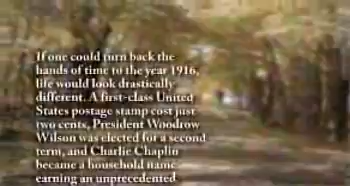 If one could turn back the
hands of time to the year 1916,
life would look drastically
different. A first-class United
States postage stamp cost just
two cents, President Woodrow
Wilson was elected for a second
term, and Charlie Chaplin
became a household name
earning an unprecedented